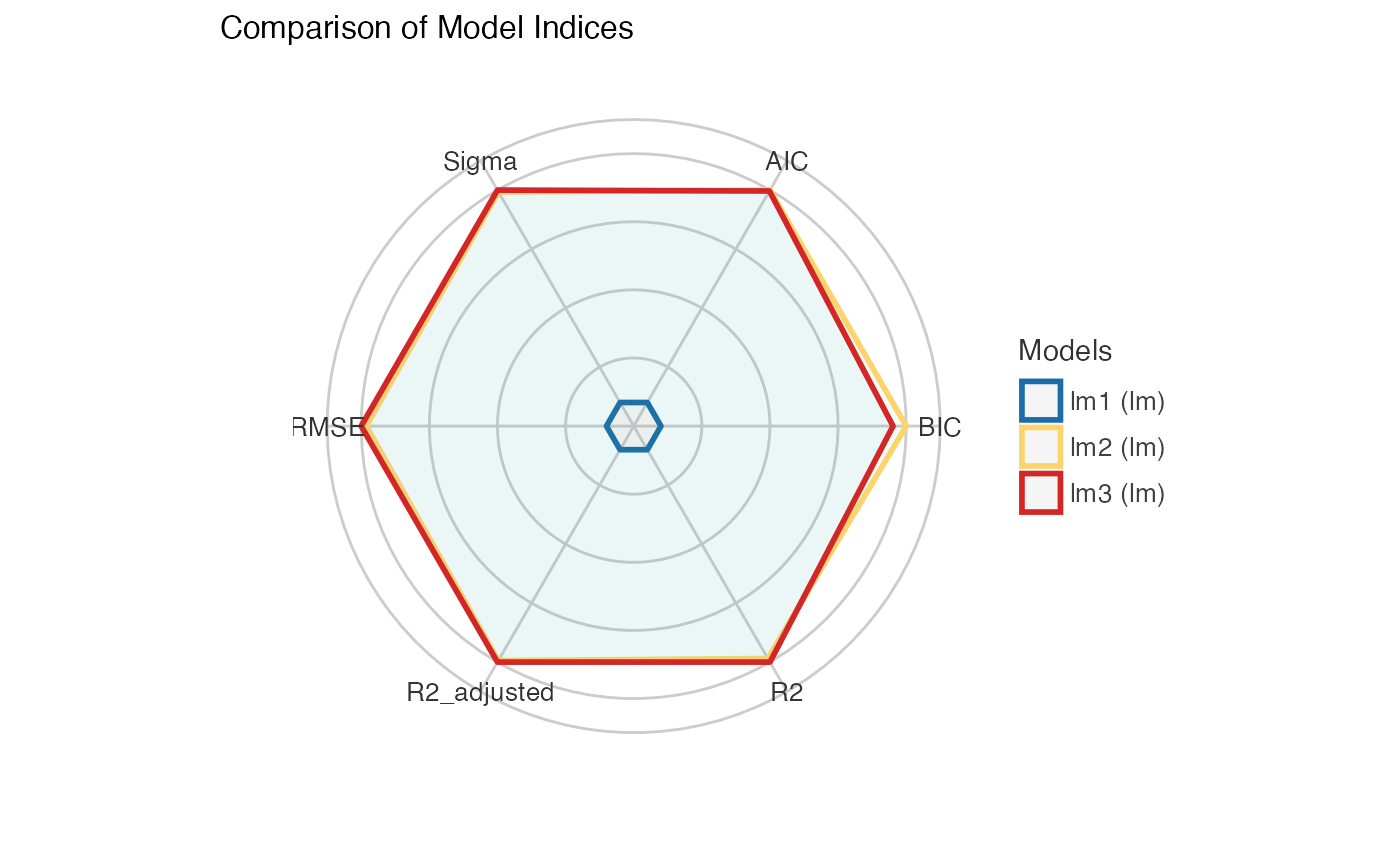 Comparison of Model Indices
Sigma
AIC
RMSE
BIC
R2_adjusted
R2
Models
lm1 (lm)
lm2 (lm)
lm3 (lm)